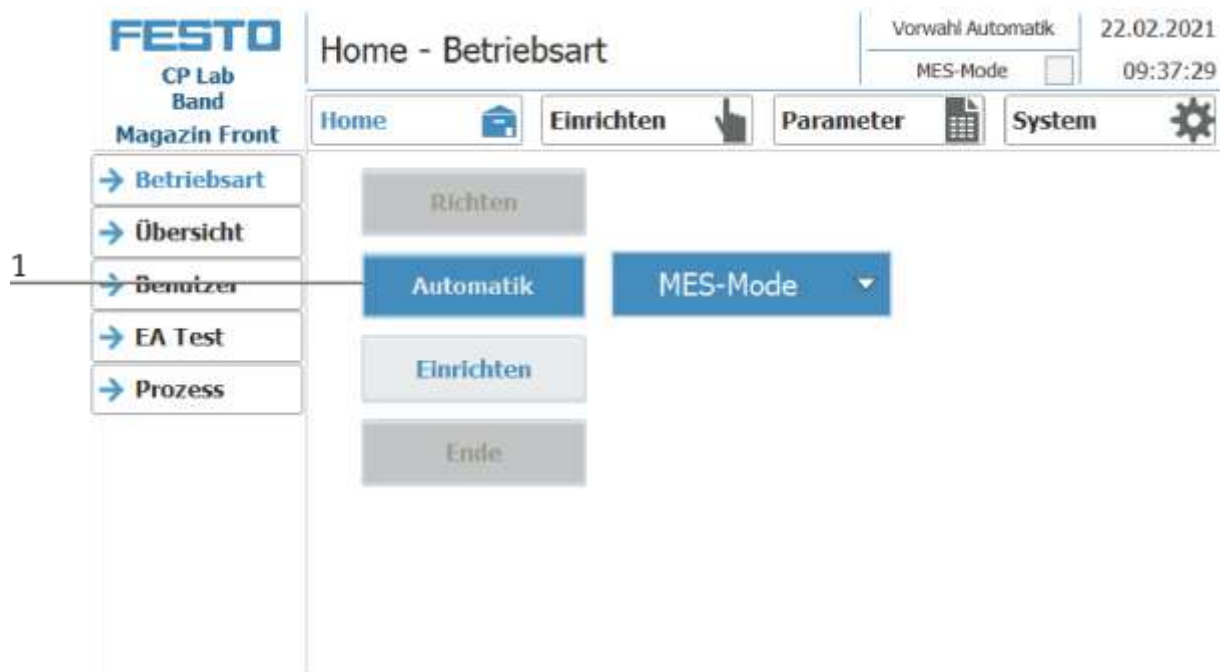 FESTO
CP Lab
Band
Magazin Front
Home - Betriebsart
Vorwahl Automatik
MES-Mode
22.02.2021
09:37:29
Home
Einrichten
Parameter
System
Betriebsart
Übersicht
Benutzer
EA Test
Prozess
1
Richten
Automatik
MES-Mode
Einrichten
Ende